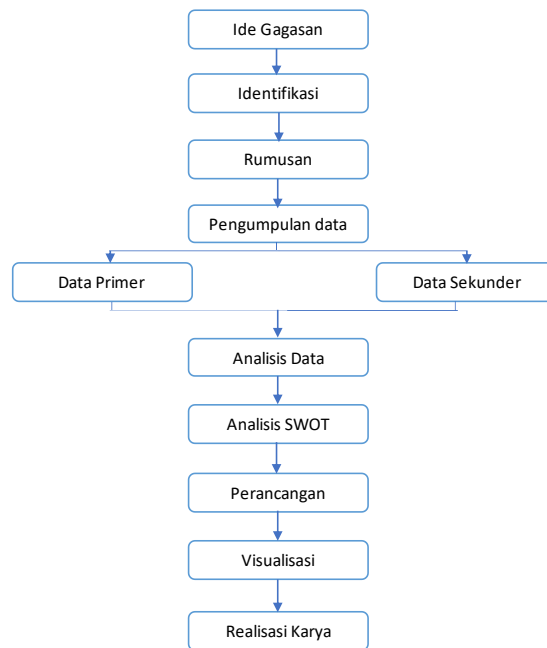 Ide Gagasan
Identifikasi
Rumusan
Pengumpulan data
Data Primer
Data Sekunder
Analisis Data
Analisis SWOT
Perancangan
Visualisasi
Realisasi Karya